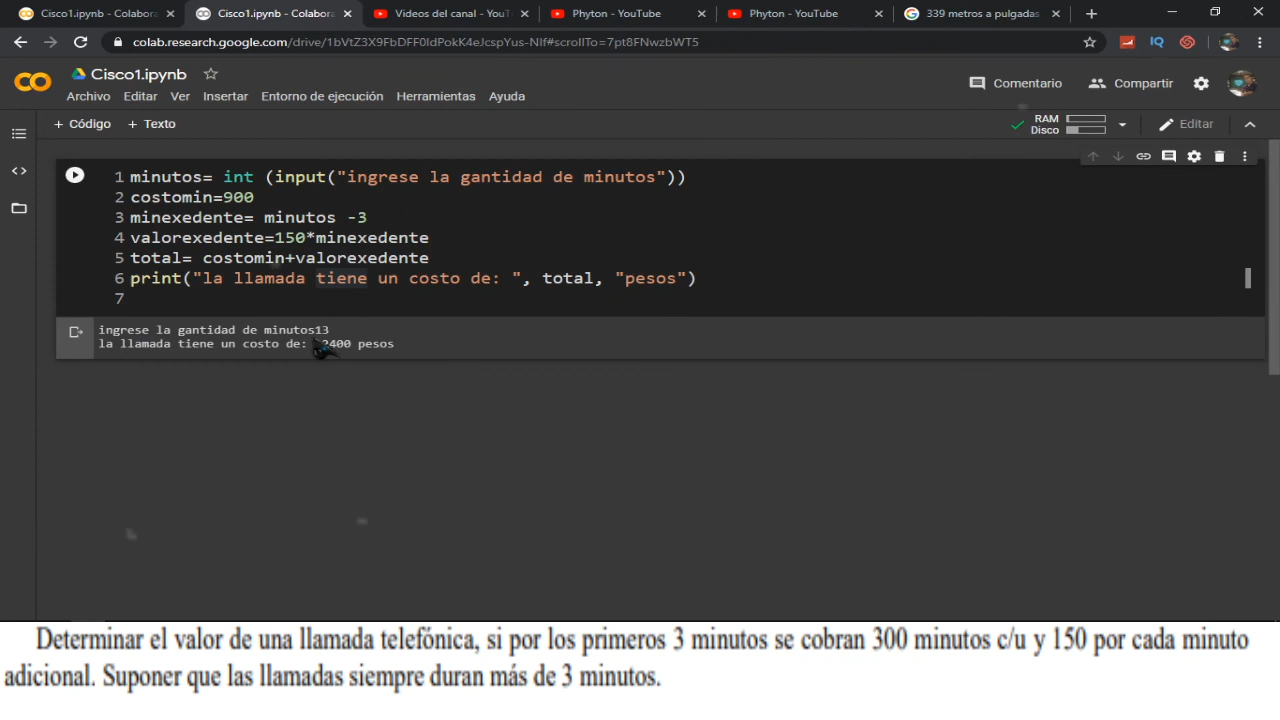 Cisco1.ipynb - Colabora
Cisco1.ipynb - Colabora
Videos del canal - YouT
Phyton - YouTube
Phyton - YouTube
339 metros a pulgadas
colab.research.google.com/drive/1bVtZ3X9FbDFF0IdPokK4eJcspYus-NIf#scrollTo=7pt8FNwzbWT5
IQ
Cisco1.ipynb
Comentario
Compartir
Archivo Editar Ver Insertar Entorno de ejecución Herramientas Ayuda
+ Código + Texto
RAM
Disco
Editar
1 minutos= int (input("ingrese la gantidad de minutos"))
2 costomin=900
3 minexedente= minutos -3
4 valorexedente=150*minexedente
5 total= costomin+valorexedente
6 print("la llamada tiene un costo de: ", total, "pesos")
7
ingrese la gantidad de minutos13
la llamada tiene un costo de: 2400 pesos
Determinar el valor de una llamada telefónica, si por los primeros 3 minutos se cobran 300 minutos c/u y 150 por cada minuto
adicional. Suponer que las llamadas siempre duran más de 3 minutos.